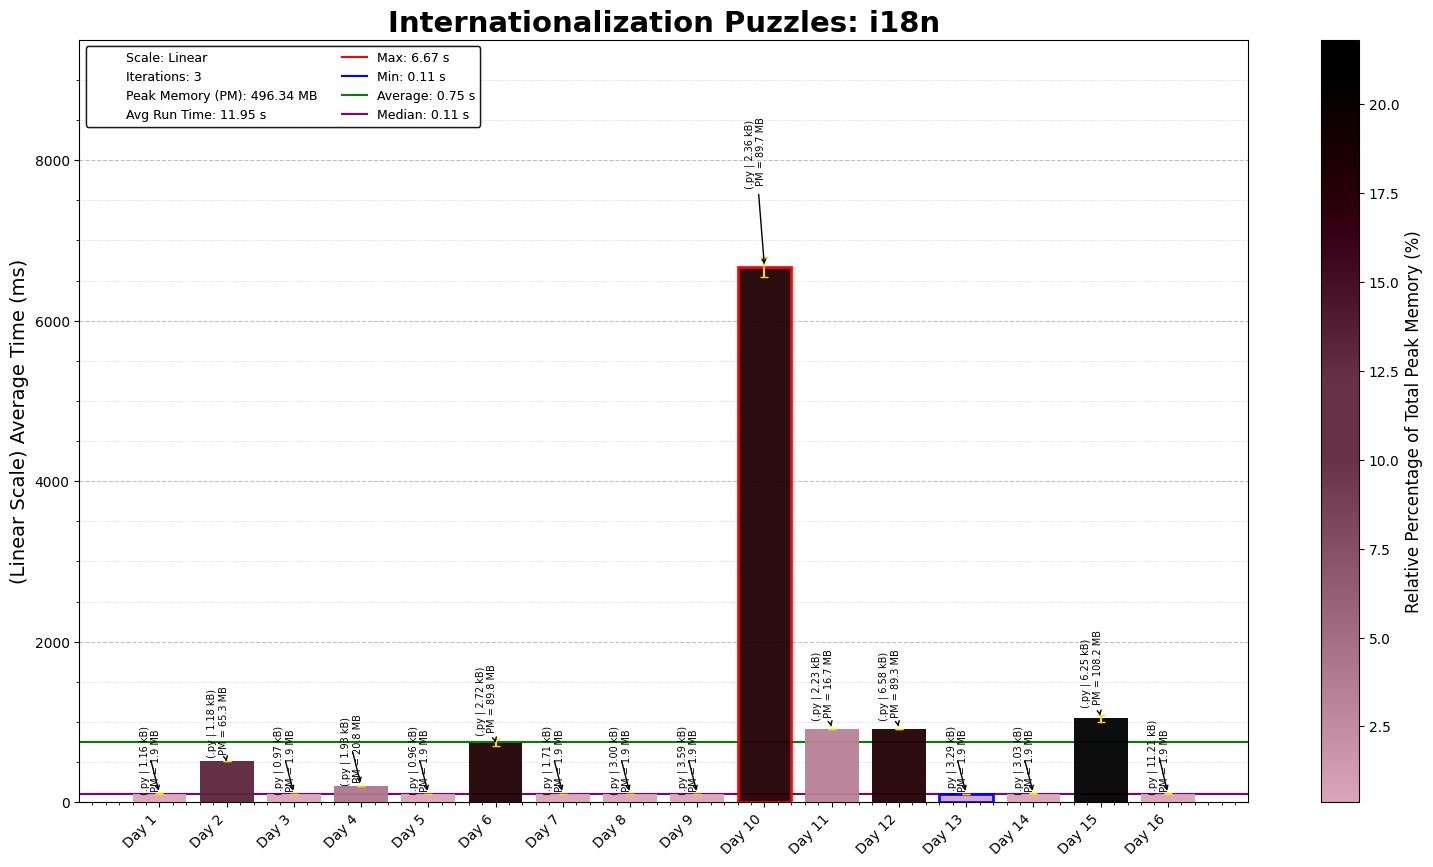 Internationalization Puzzles: i18n
Scale: Linear
Iterations: 3
Peak Memory (PM): 496.34 MB
Avg Run Time: 11.95 s
Max: 6.67 s
Min: 0.11 s
Average: 0.75 s
Median: 0.11 s
(Linear Scale) Average Time (ms)
8000
6000
4000
2000
0
(.py | 1.16 kB)
PM = 1.9 MB
(.py | 1.18 kB)
PM = 65.3 MB
(.py | 0.97 kB)
PM = 1.9 MB
(.py | 1.93 kB)
PM = 20.8 MB
(.py | 0.96 kB)
PM = 1.9 MB
(.py | 2.72 kB)
PM = 89.8 MB
(.py | 1.71 kB)
PM = 1.9 MB
(.py | 3.00 kB)
PM = 1.9 MB
(.py | 3.59 kB)
PM = 1.9 MB
(.py | 2.36 kB)
PM = 89.7 MB
(.py | 2.23 kB)
PM = 16.7 MB
(.py | 6.58 kB)
PM = 89.3 MB
(.py | 3.29 kB)
PM = 1.9 MB
(.py | 3.03 kB)
PM = 1.9 MB
(.py | 6.25 kB)
PM = 108.2 MB
(.py | 11.21 kB)
PM = 1.9 MB
Day 1
Day 2
Day 3
Day 4
Day 5
Day 6
Day 7
Day 8
Day 9
Day 10
Day 11
Day 12
Day 13
Day 14
Day 15
Day 16
20.0
17.5
15.0
12.5
10.0
7.5
5.0
2.5
Relative Percentage of Total Peak Memory (%)